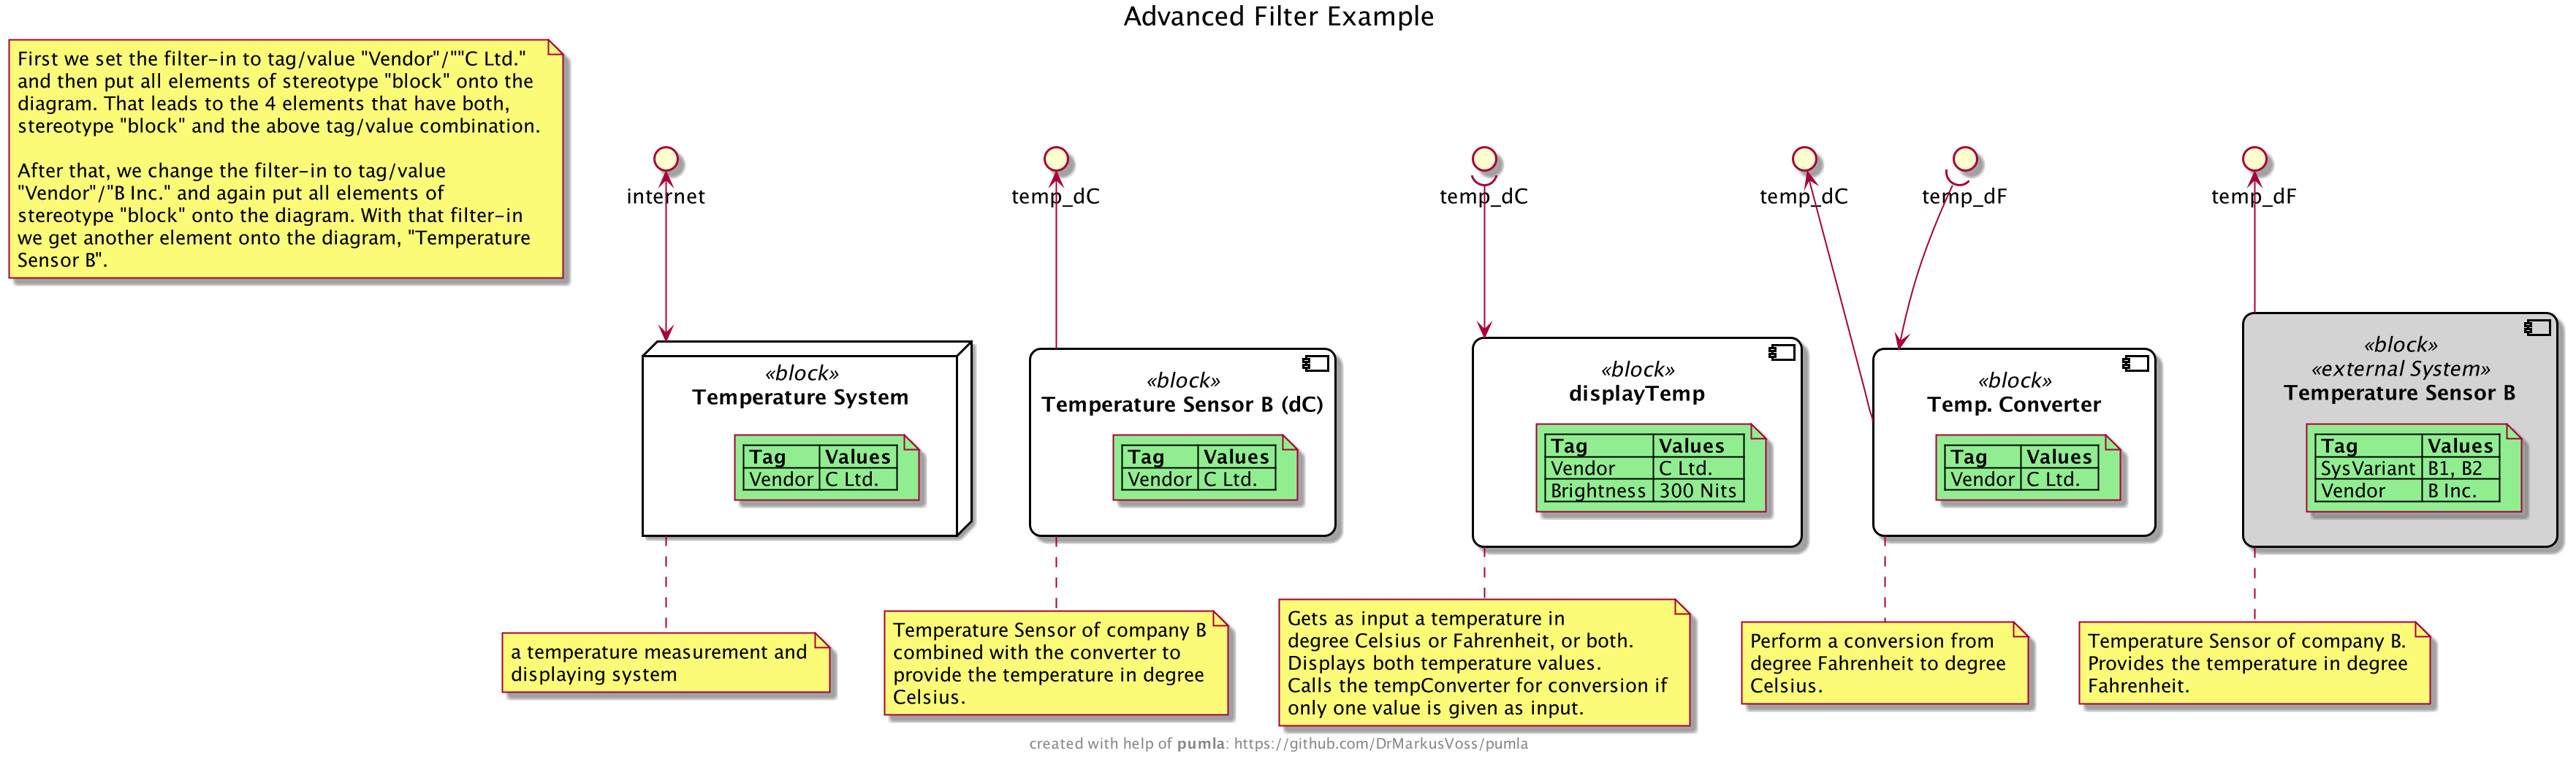 Advanced Filter Example
First we set the filter-in to tag/value "Vendor"/""C Ltd."
and then put all elements of stereotype "block" onto the
diagram. That leads to the 4 elements that have both,
stereotype "block" and the above tag/value combination.
After that, we change the filter-in to tag/value
"Vendor"/"B Inc." and again put all elements of
stereotype "block" onto the diagram. With that filter-in
we get another element onto the diagram, "Temperature
Sensor B".
internet
temp_dC
temp_dC
temp_dC
temp_dF
temp_dF
«block»
Temperature System
Tag Values
Vendor C Ltd.
«block»
Temperature Sensor B (dC)
Tag Values
Vendor C Ltd.
«block»
displayTemp
Tag Values
Vendor C Ltd.
Brightness 300 Nits
«block»
Temp. Converter
Tag Values
Vendor C Ltd.
«block»
«external System»
Temperature Sensor B
Tag Values
SysVariant B1, B2
Vendor B Inc.
a temperature measurement and
displaying system
Temperature Sensor of company B
combined with the converter to
provide the temperature in degree
Celsius.
Gets as input a temperature in
degree Celsius or Fahrenheit, or both.
Displays both temperature values.
Calls the tempConverter for conversion if
only one value is given as input.
Perform a conversion from
degree Fahrenheit to degree
Celsius.
Temperature Sensor of company B.
Provides the temperature in degree
Fahrenheit.
created with help of pumla: https://github.com/DrMarkusVoss/pumla